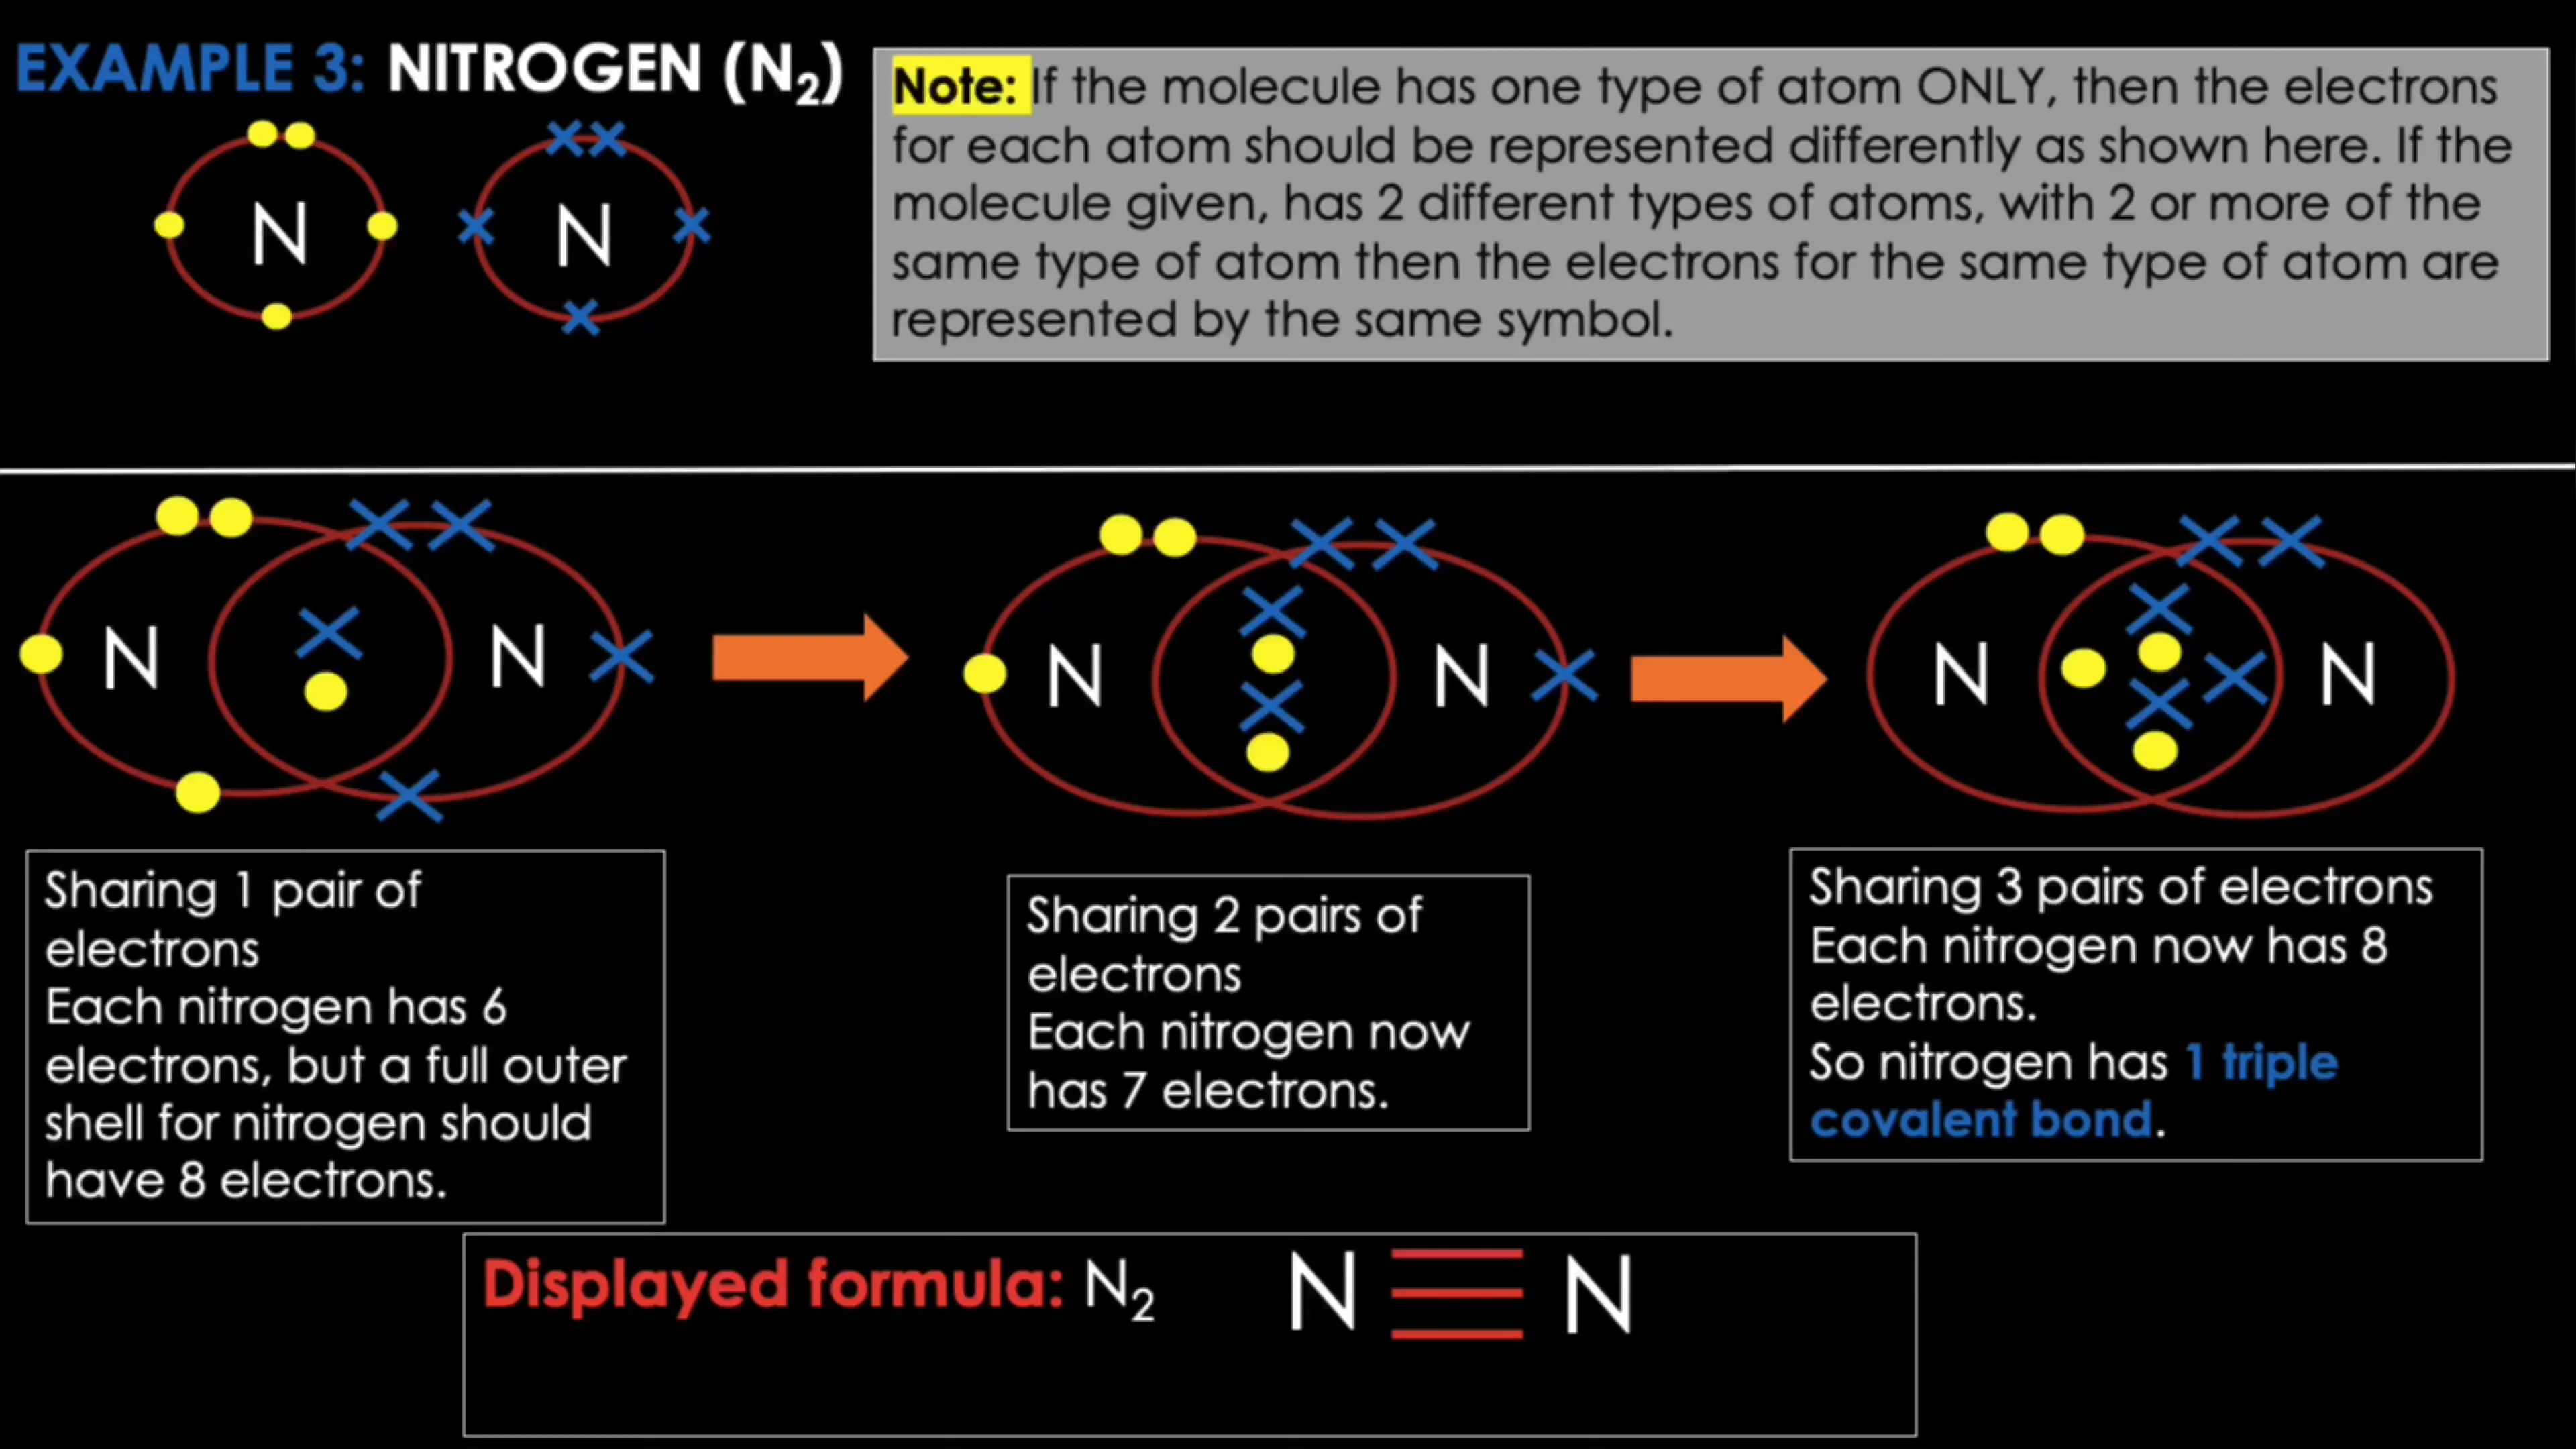 EXAMPLE 3: NITROGEN (N₂)
Note: If the molecule has one type of atom ONLY, then the electrons
for each atom should be represented differently as shown here. If the
molecule given, has 2 different types of atoms, with 2 or more of the
same type of atom then the electrons for the same type of atom are
represented by the same symbol.
N
N
N
N
N
N
N
N
Sharing 1 pair of
electrons
Each nitrogen has 6
electrons, but a full outer
shell for nitrogen should
have 8 electrons.
Sharing 2 pairs of
electrons
Each nitrogen now
has 7 electrons.
Sharing 3 pairs of electrons
Each nitrogen now has 8
electrons.
So nitrogen has 1 triple
covalent bond.
Displayed formula: N₂ N ≡ N